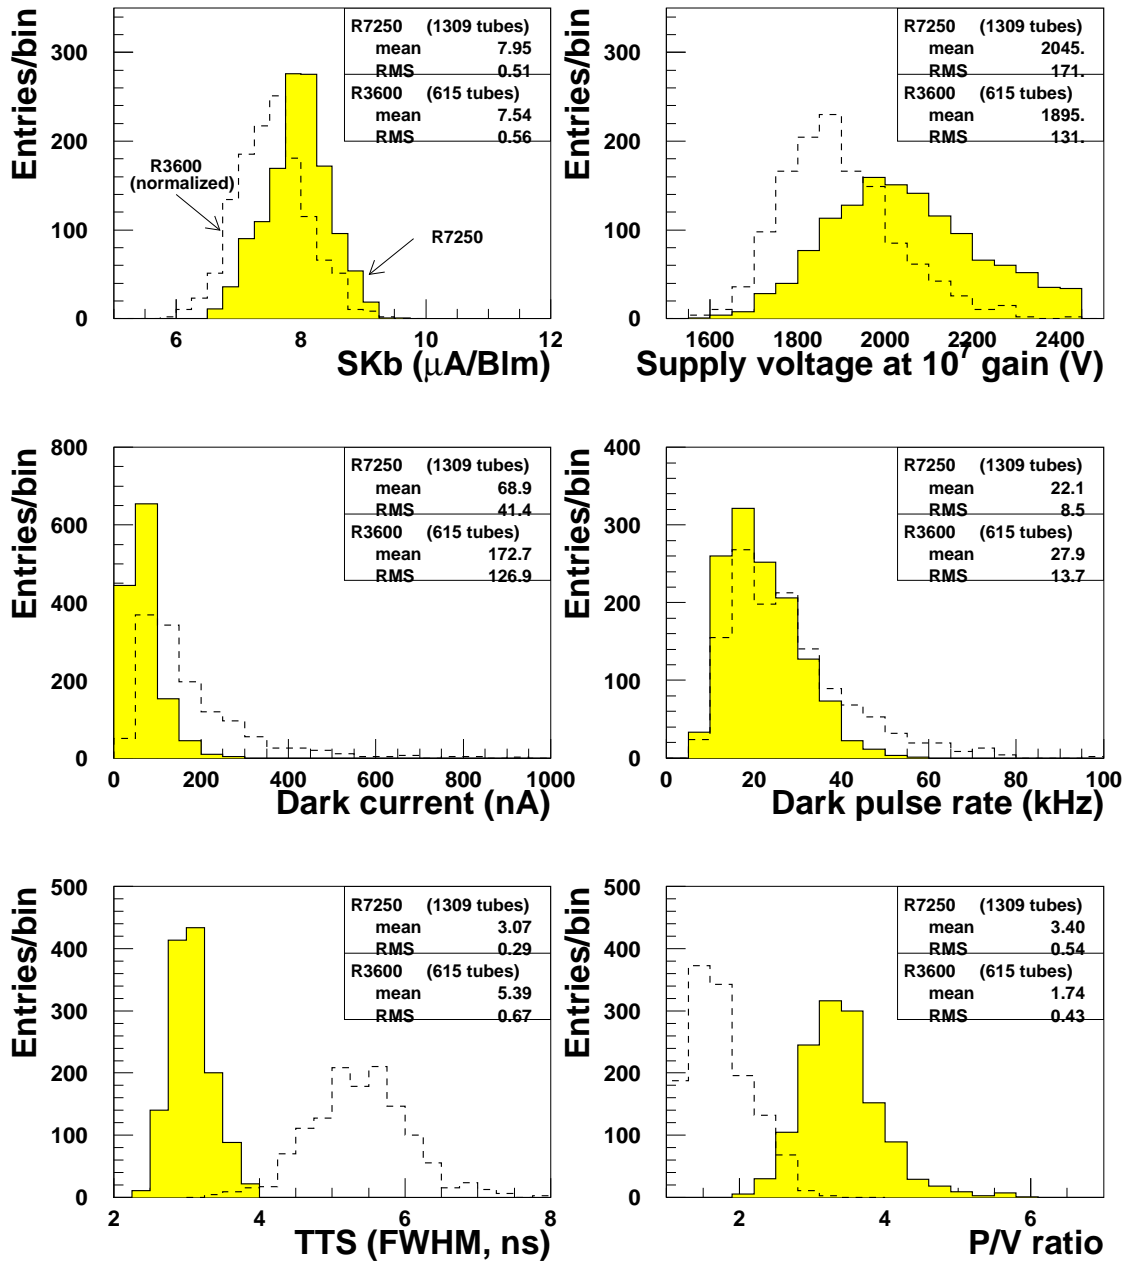 Entries/bin
300
200
100
0
6 8 10 12
SKb (μA/Blm)
R7250 (1309 tubes)
mean 7.95
RMS 0.51
R3600 (615 tubes)
mean 7.54
RMS 0.56
R3600
(normalized)
R7250
Entries/bin
300
200
100
0
1600 1800 2000 2200 2400
Supply voltage at 10⁷ gain (V)
R7250 (1309 tubes)
mean 2045.
RMS 171.
R3600 (615 tubes)
mean 1895.
RMS 131.
Entries/bin
800
600
400
200
0
0 200 400 600 800 1000
Dark current (nA)
R7250 (1309 tubes)
mean 68.9
RMS 41.4
R3600 (615 tubes)
mean 172.7
RMS 126.9
Entries/bin
400
300
200
100
0
0 20 40 60 80 100
Dark pulse rate (kHz)
R7250 (1309 tubes)
mean 22.1
RMS 8.5
R3600 (615 tubes)
mean 27.9
RMS 13.7
Entries/bin
500
400
300
200
100
0
2 4 6 8
TTS (FWHM, ns)
R7250 (1309 tubes)
mean 3.07
RMS 0.29
R3600 (615 tubes)
mean 5.39
RMS 0.67
Entries/bin
500
400
300
200
100
0
2 4 6
P/V ratio
R7250 (1309 tubes)
mean 3.40
RMS 0.54
R3600 (615 tubes)
mean 1.74
RMS 0.43